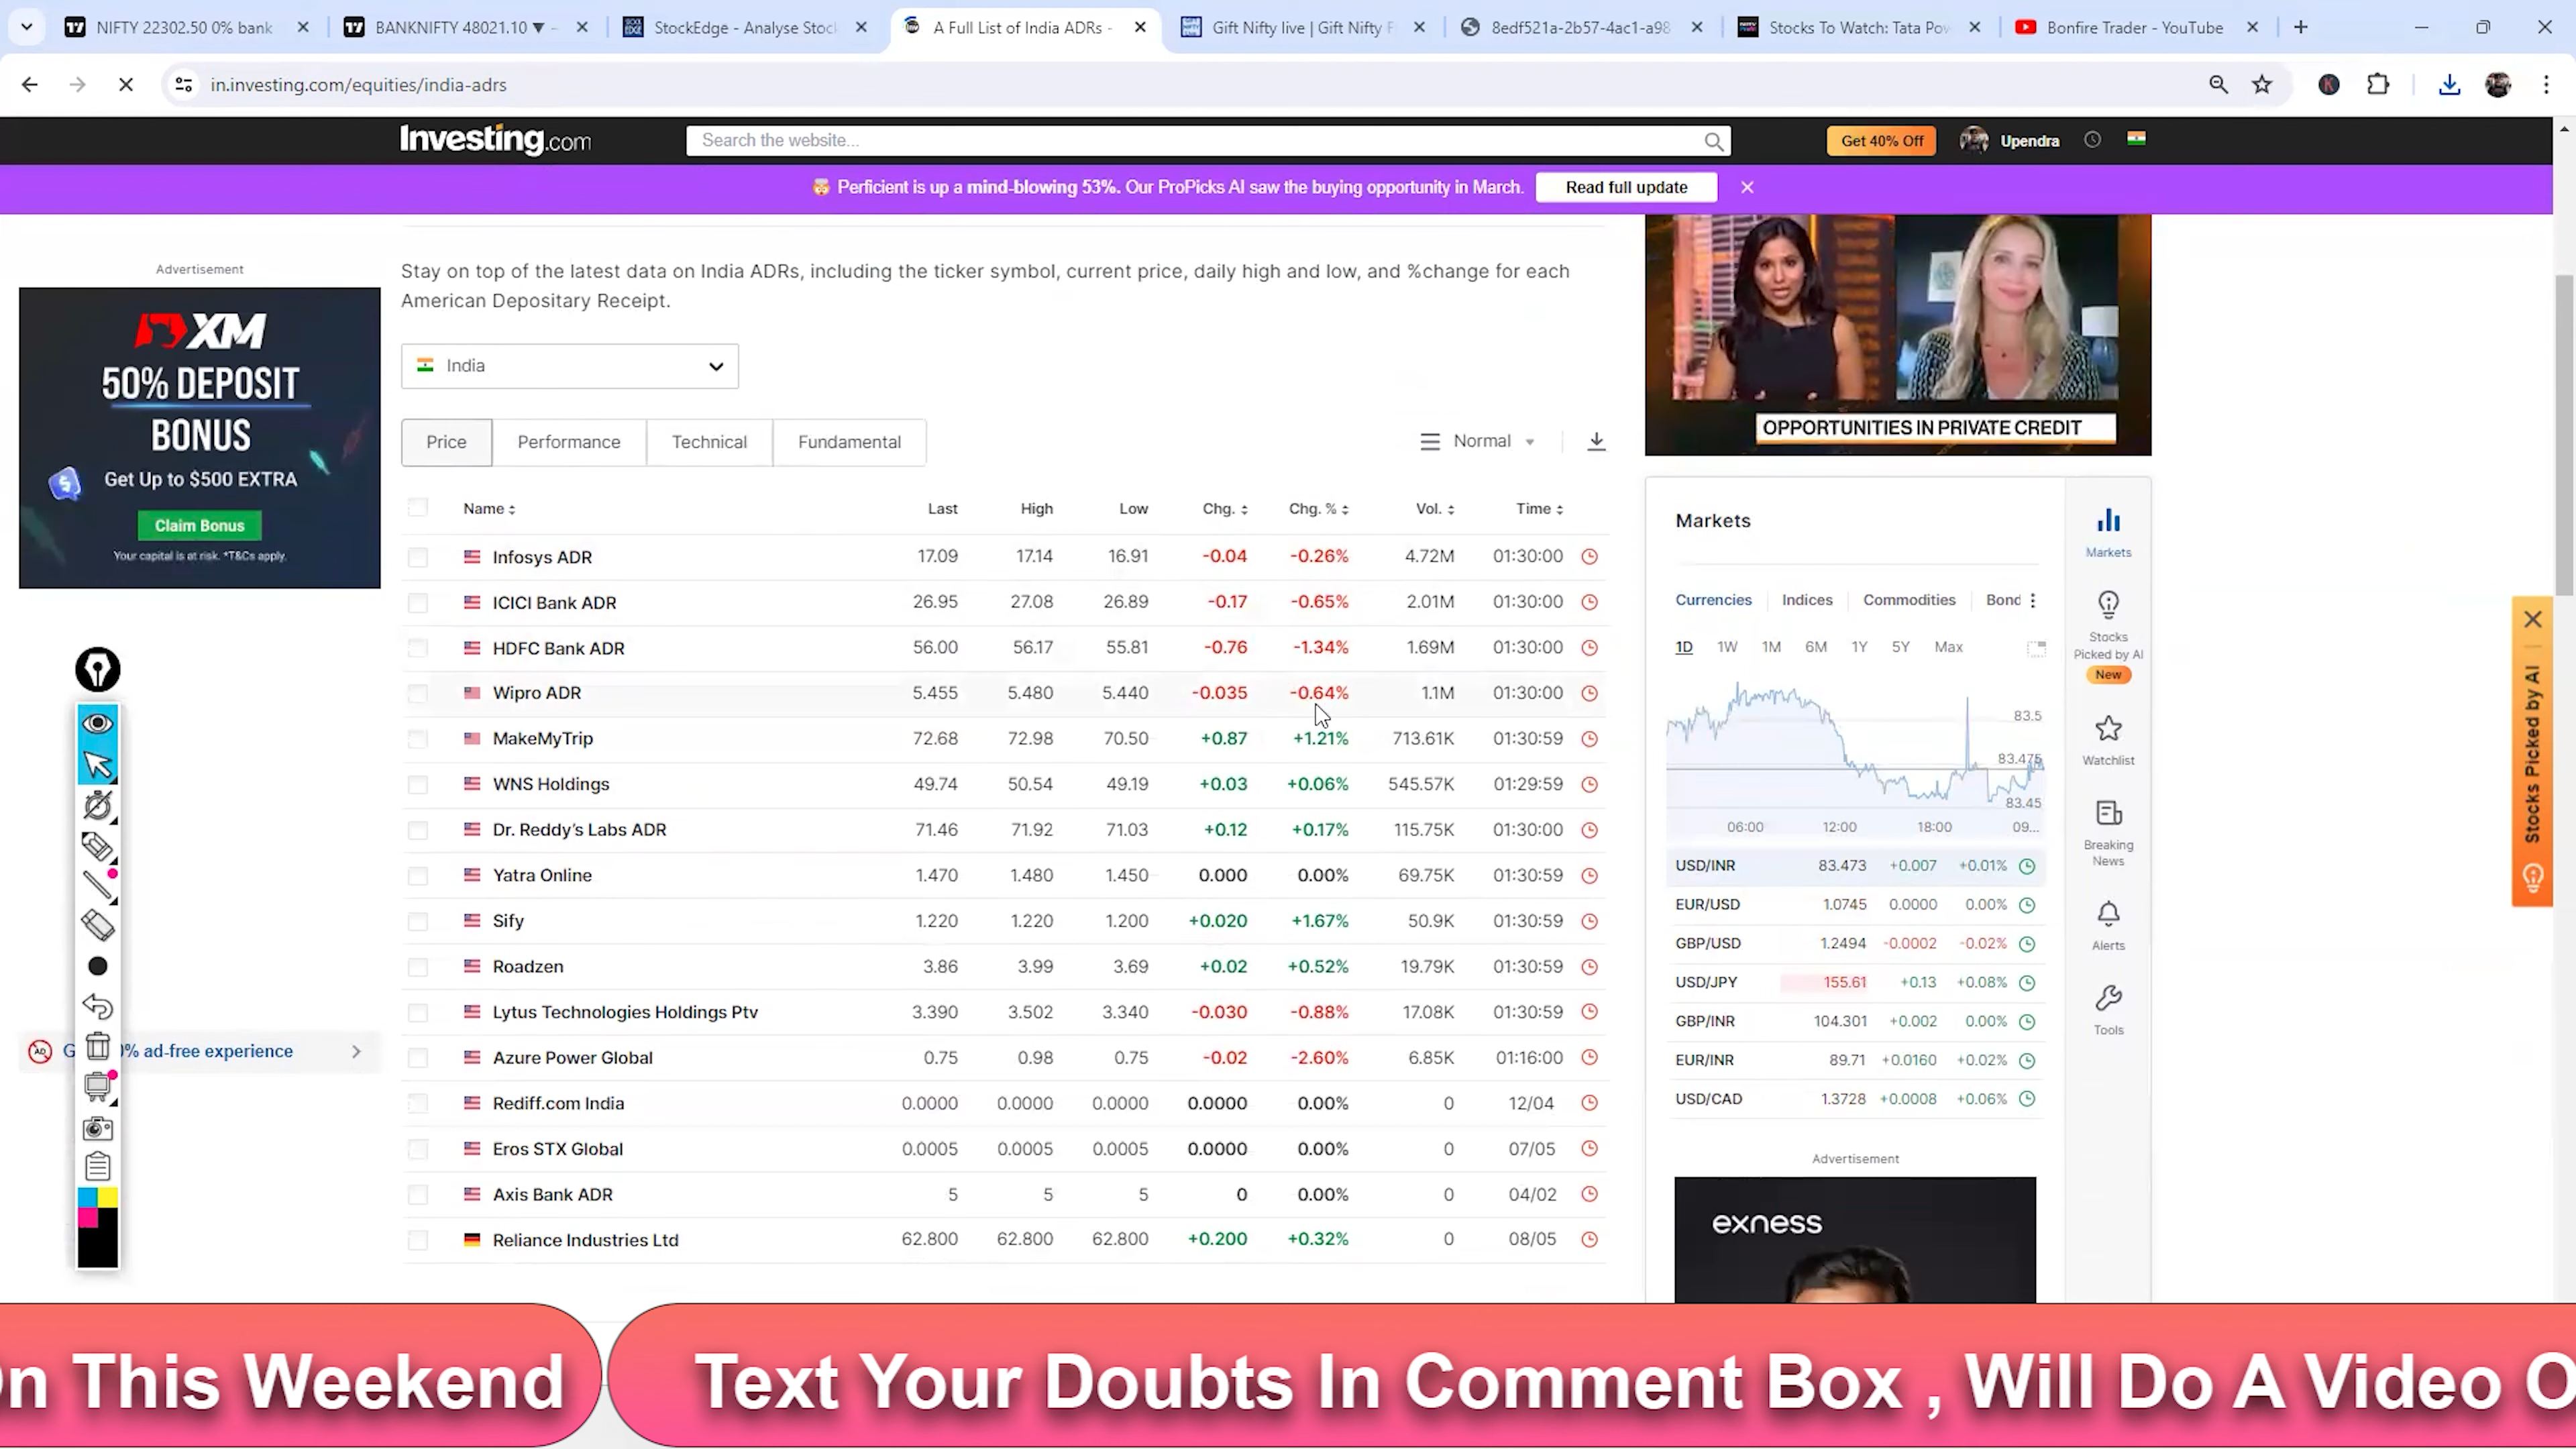 NIFTY 22302.50 0% bank
BANKNIFTY 48021.10 ▼ -
StockEdge - Analyse Stoc
A Full List of India ADRs -
Gift Nifty live | Gift Nifty F
8edf521a-2b57-4ac1-a98
Stocks To Watch: Tata Pow
Bonfire Trader - YouTube
in.investing.com/equities/india-adrs
Investing.com
Search the website...
Get 40% Off
Upendra
Perficient is up a mind-blowing 53%. Our ProPicks AI saw the buying opportunity in March.
Read full update
Advertisement
XM
50% DEPOSIT
BONUS
Get Up to $500 EXTRA
Claim Bonus
Your capital is at risk. *T&Cs apply.
Stay on top of the latest data on India ADRs, including the ticker symbol, current price, daily high and low, and %change for each
American Depositary Receipt.
India
Price Performance Technical Fundamental
Normal
Name Last High Low Chg. Chg. % Vol. Time
Infosys ADR 17.09 17.14 16.91 -0.04 -0.26% 4.72M 01:30:00
ICICI Bank ADR 26.95 27.08 26.89 -0.17 -0.65% 2.01M 01:30:00
HDFC Bank ADR 56.00 56.17 55.81 -0.76 -1.34% 1.69M 01:30:00
Wipro ADR 5.455 5.480 5.440 -0.035 -0.64% 1.1M 01:30:00
MakeMyTrip 72.68 72.98 70.50 +0.87 +1.21% 713.61K 01:30:59
WNS Holdings 49.74 50.54 49.19 +0.03 +0.06% 545.57K 01:29:59
Dr. Reddy’s Labs ADR 71.46 71.92 71.03 +0.12 +0.17% 115.75K 01:30:00
Yatra Online 1.470 1.480 1.450 0.000 0.00% 69.75K 01:30:59
Sify 1.220 1.220 1.200 +0.020 +1.67% 50.9K 01:30:59
Roadzen 3.86 3.99 3.69 +0.02 +0.52% 19.79K 01:30:59
Lytus Technologies Holdings Ptv 3.390 3.502 3.340 -0.030 -0.88% 17.08K 01:30:59
Azure Power Global 0.75 0.98 0.75 -0.02 -2.60% 6.85K 01:16:00
Rediff.com India 0.0000 0.0000 0.0000 0.0000 0.00% 0 12/04
Eros STX Global 0.0005 0.0005 0.0005 0.0000 0.00% 0 07/05
Axis Bank ADR 5 5 5 0 0.00% 0 04/02
Reliance Industries Ltd 62.800 62.800 62.800 +0.200 +0.32% 0 08/05
AD
G 0% ad-free experience
OPPORTUNITIES IN PRIVATE CREDIT
Markets
Currencies Indices Commodities Bond
1D 1W 1M 6M 1Y 5Y Max
83.5
83.475
83.45
06:00 12:00 18:00 09...
USD/INR 83.473 +0.007 +0.01%
EUR/USD 1.0745 0.0000 0.00%
GBP/USD 1.2494 -0.0002 -0.02%
USD/JPY 155.61 +0.13 +0.08%
GBP/INR 104.301 +0.002 0.00%
EUR/INR 89.71 +0.0160 +0.02%
USD/CAD 1.3728 +0.0008 +0.06%
Markets
Stocks
Picked by AI
New
Watchlist
Breaking
News
Alerts
Tools
Stocks Picked by AI
Advertisement
exness
On This Weekend
Text Your Doubts In Comment Box , Will Do A Video O